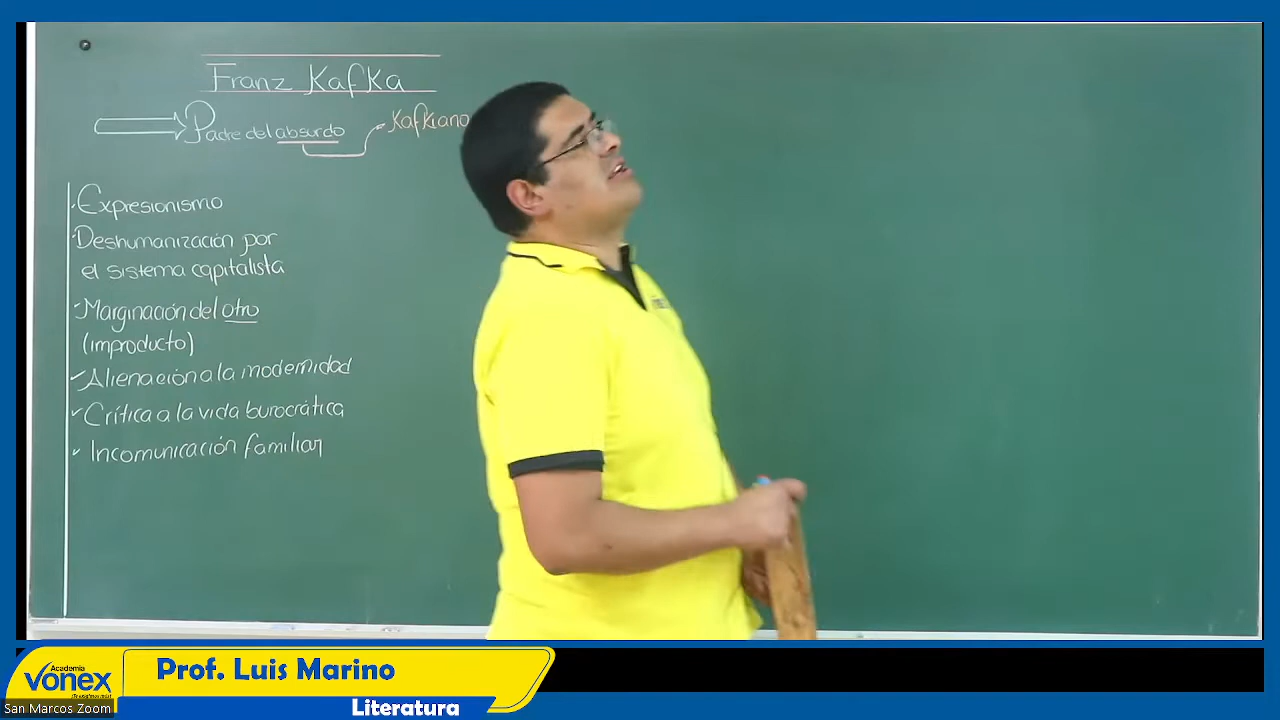 Franz Kafka
Padre del absurdo
Kafkiano
Expresionismo
Deshumanización por
el sistema capitalista
Marginación del otro
(improducto)
Alienación a la modernidad
Crítica a la vida burocrática
Incomunicación familiar
Prof. Luis Marino
Academia
vonex
San Marcos Zoom
Literatura